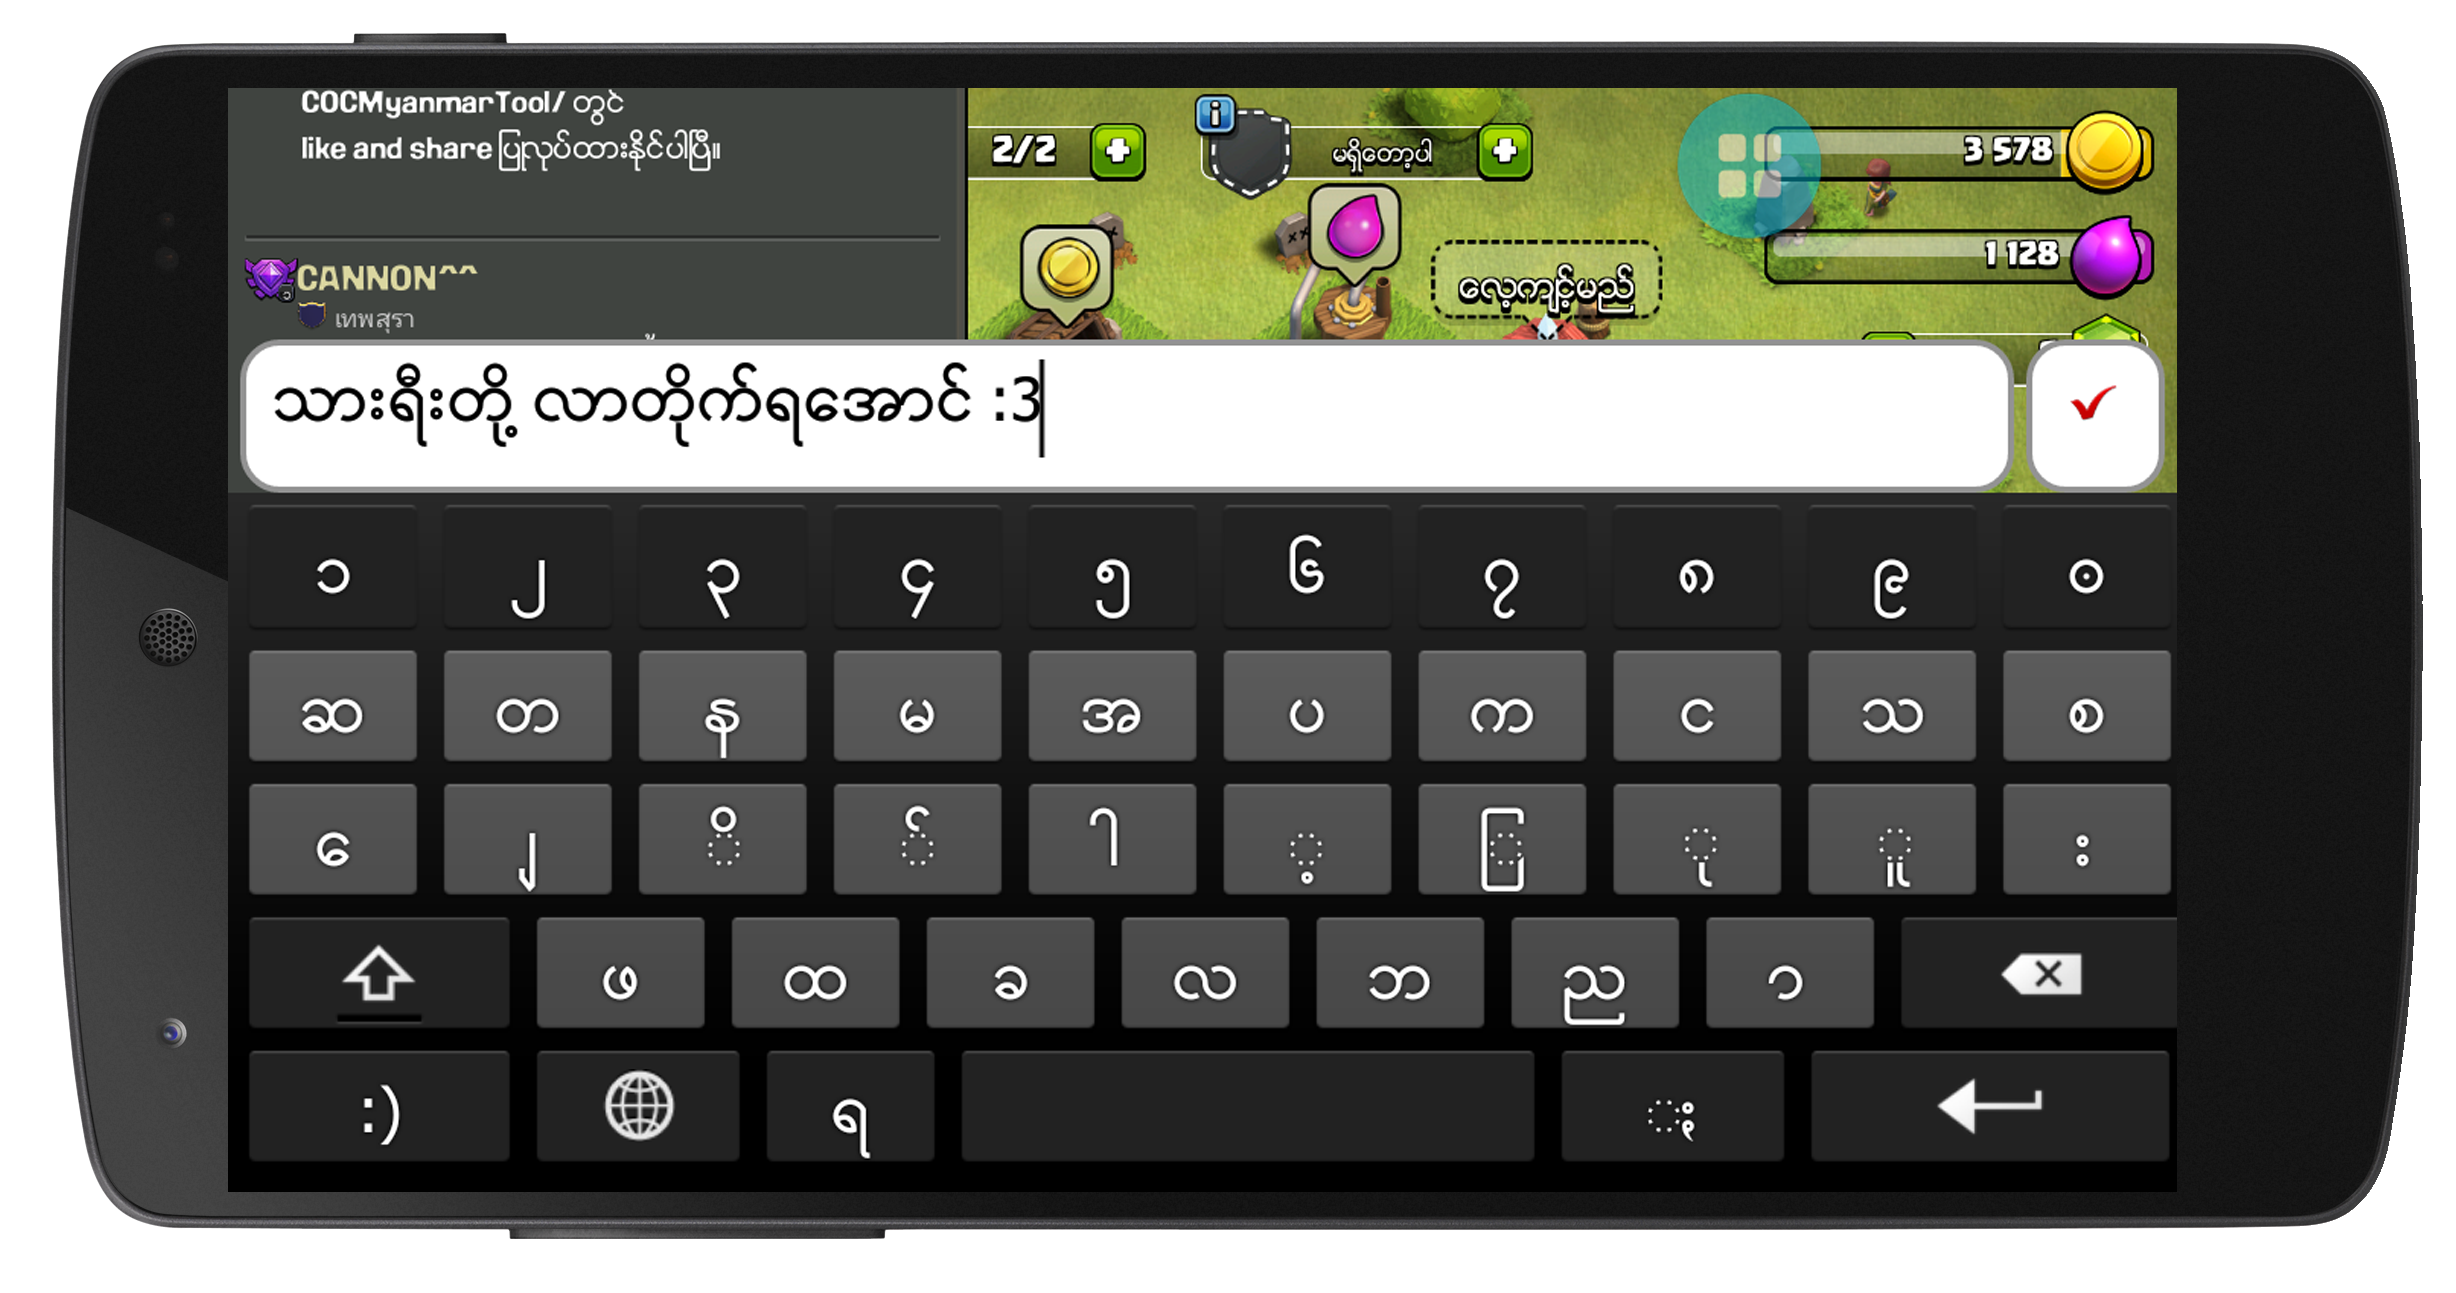 COCMyanmarTool/ တွင်
like and share ပြုလုပ်ထားနိုင်ပါပြီ။
CANNON^^
เทพสุรา
2/2
မရှိတော့ပါ
3 578
1 128
လေ့ကျင့်မည်
သားရီးတို့ လာတိုက်ရအောင် :3
၁ ၂ ၃ ၄ ၅ ၆ ၇ ၈ ၉ ၀
ဆ တ န မ အ ပ က င သ စ
ေ ျ ိ ် ါ ့ ြ ု ူ း
ဖ ထ ခ လ ဘ ည ာ
:) ရ